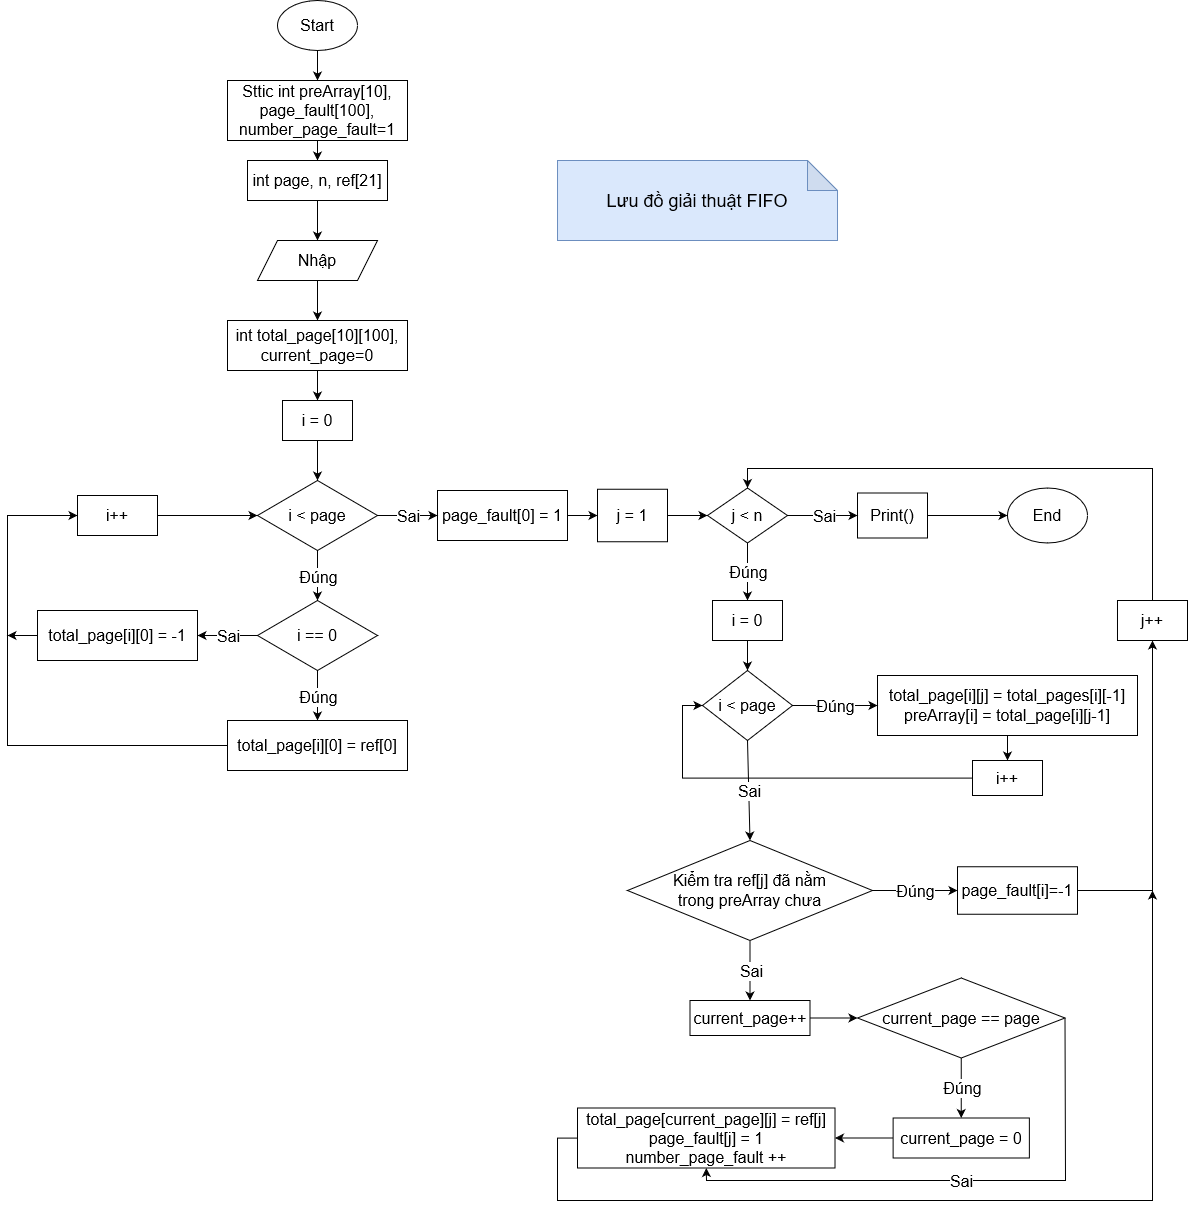 Start
Sttic int preArray[10],
page_fault[100],
number_page_fault=1
int page, n, ref[21]
Lưu đồ giải thuật FIFO
Nhập
int total_page[10][100],
current_page=0
i = 0
i++
i < page
Sai
page_fault[0] = 1
j = 1
j < n
Sai
Print()
End
Đúng
Đúng
total_page[i][0] = -1
Sai
i == 0
i = 0
j++
Đúng
total_page[i][0] = ref[0]
i < page
Đúng
total_page[i][j] = total_pages[i][-1]
preArray[i] = total_page[i][j-1]
i++
Sai
Kiểm tra ref[j] đã nằm
trong preArray chưa
Đúng
page_fault[i]=-1
Sai
current_page++
current_page == page
Đúng
total_page[current_page][j] = ref[j]
page_fault[j] = 1
number_page_fault ++
current_page = 0
Sai